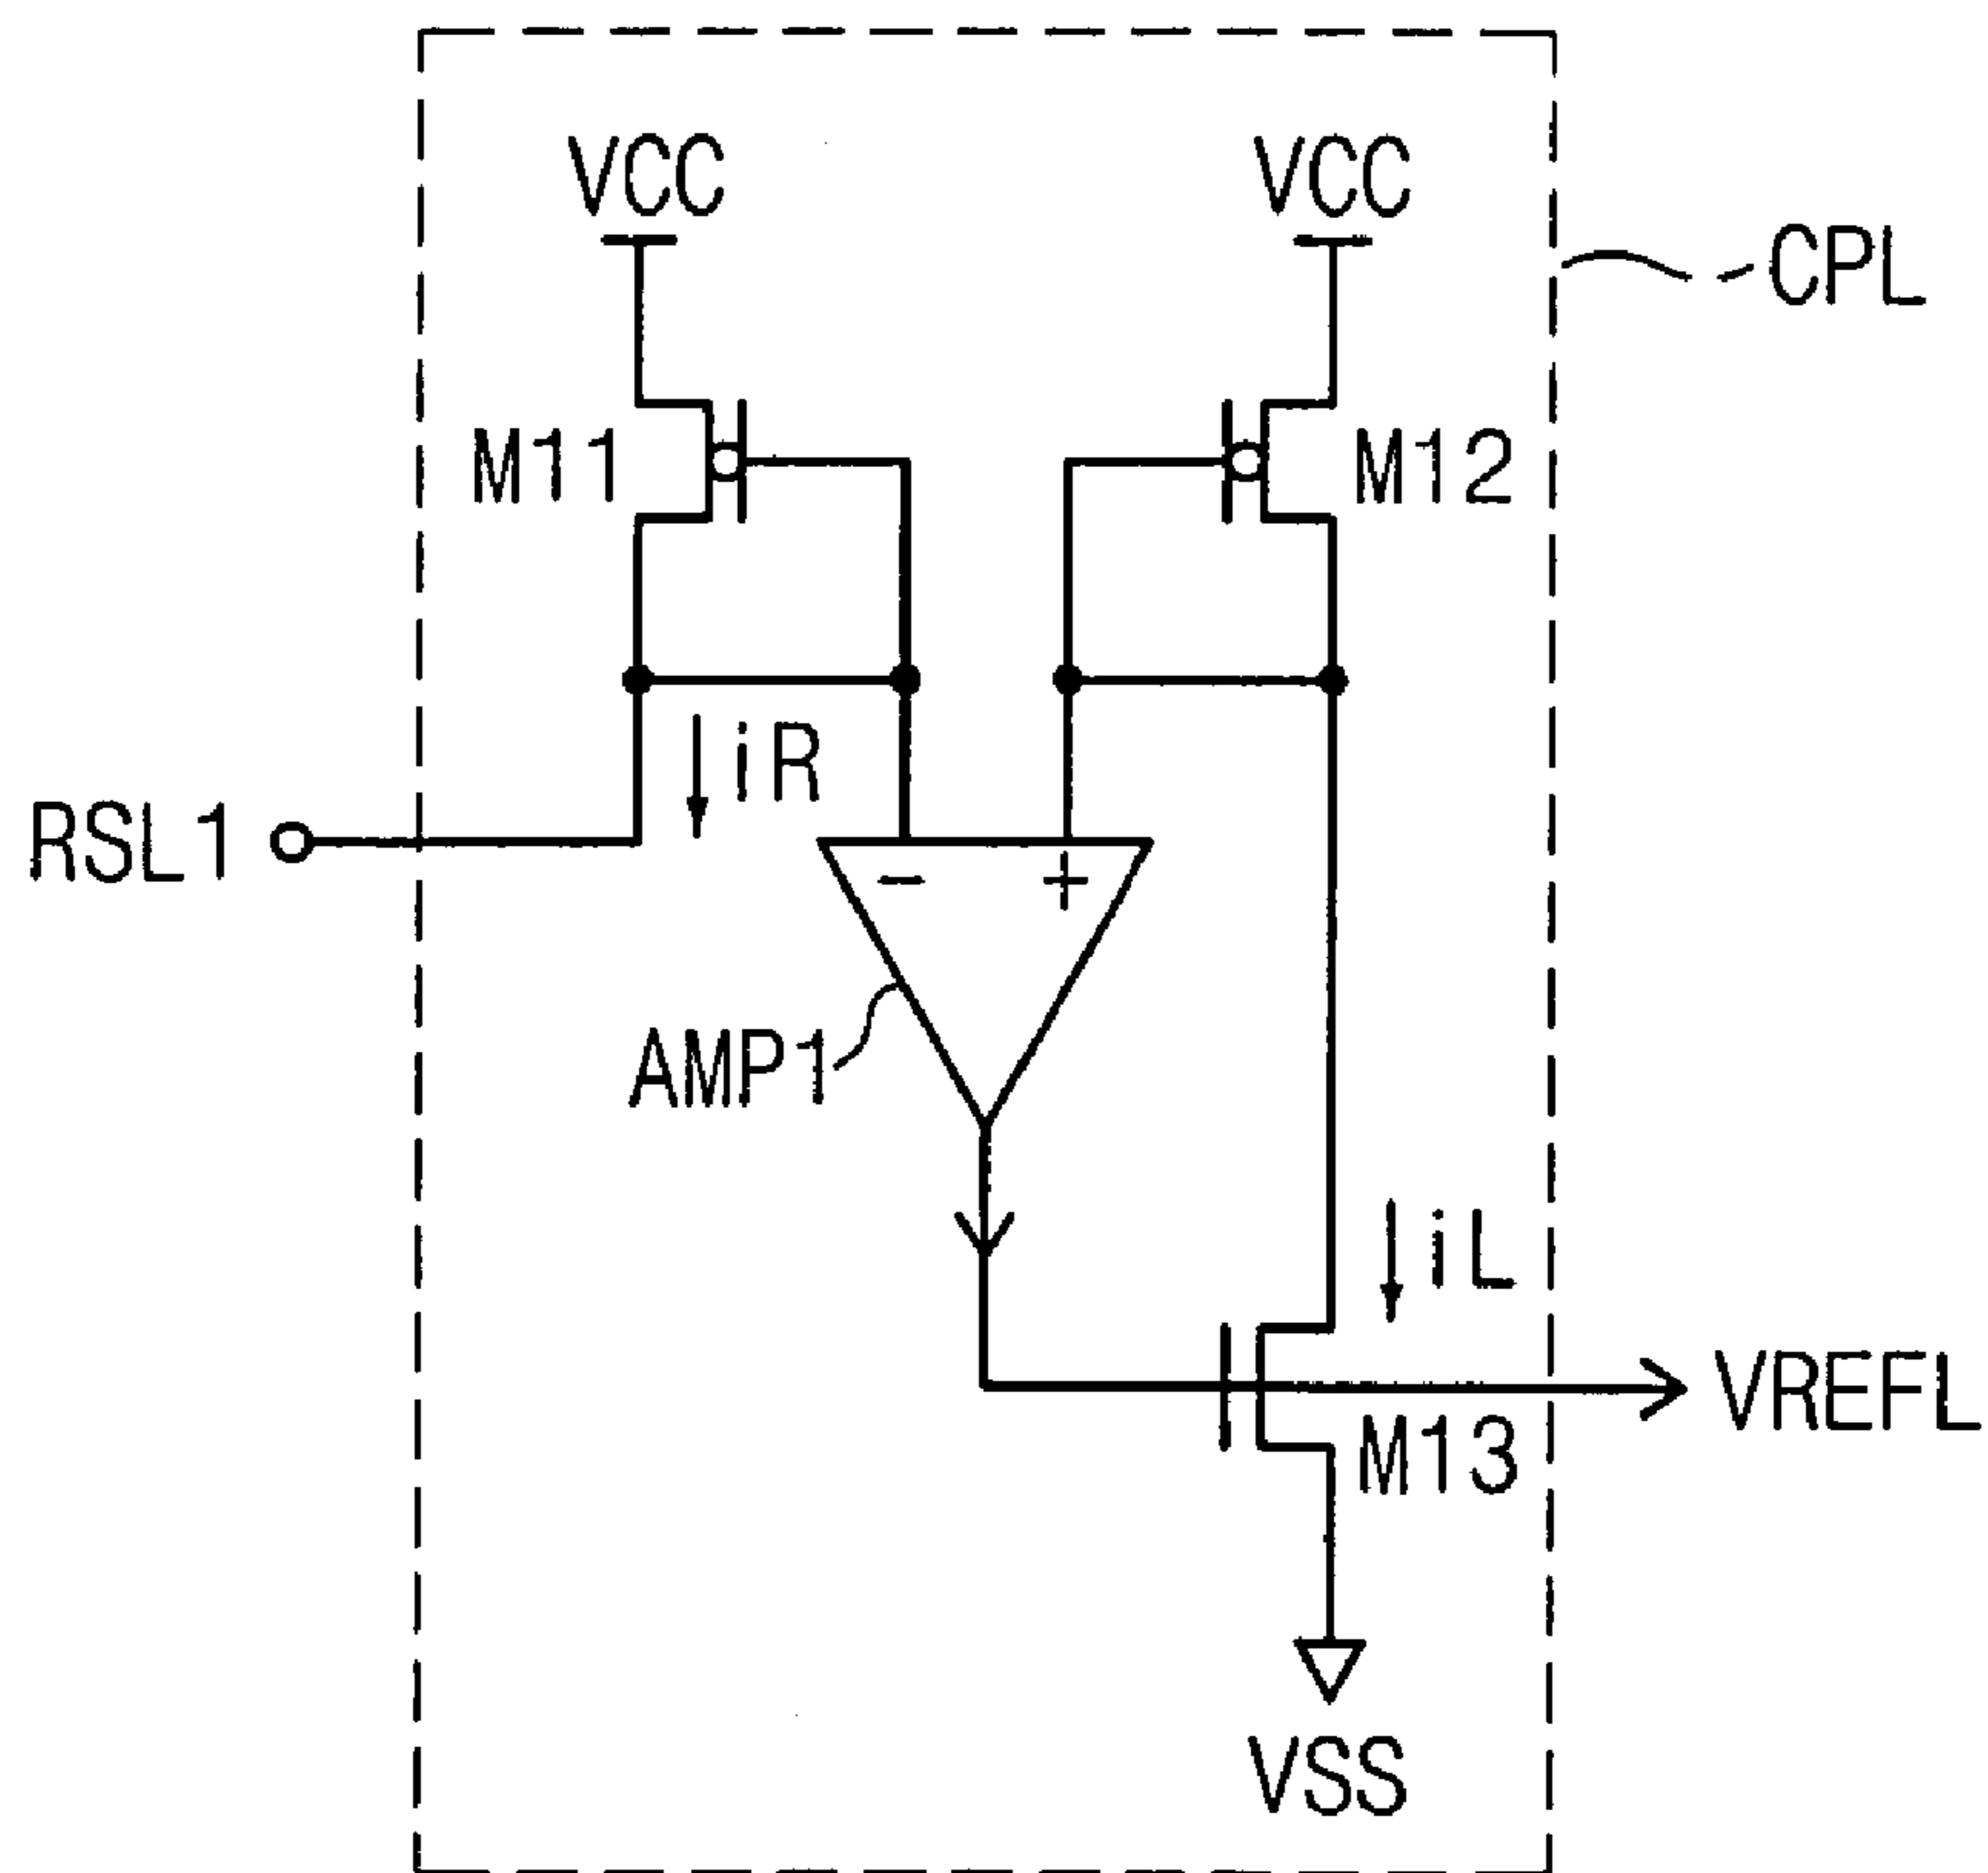 VCC
VCC
CPL
M11
M12
iR
RSL1
-
+
AMP1
iL
VREFL
M13
VSS